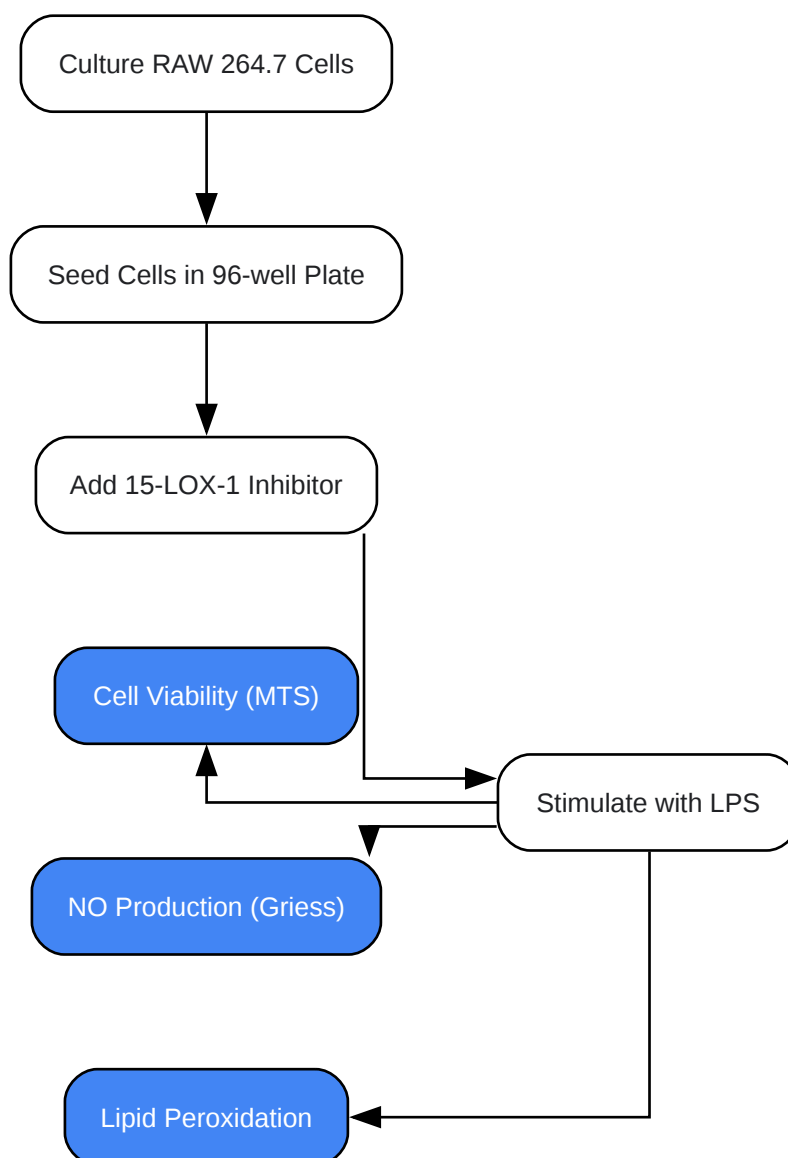 Culture RAW 264.7 Cells
Seed Cells in 96-well Plate
Add 15-LOX-1 Inhibitor
Cell Viability (MTS)
Stimulate with LPS
NO Production (Griess)
Lipid Peroxidation